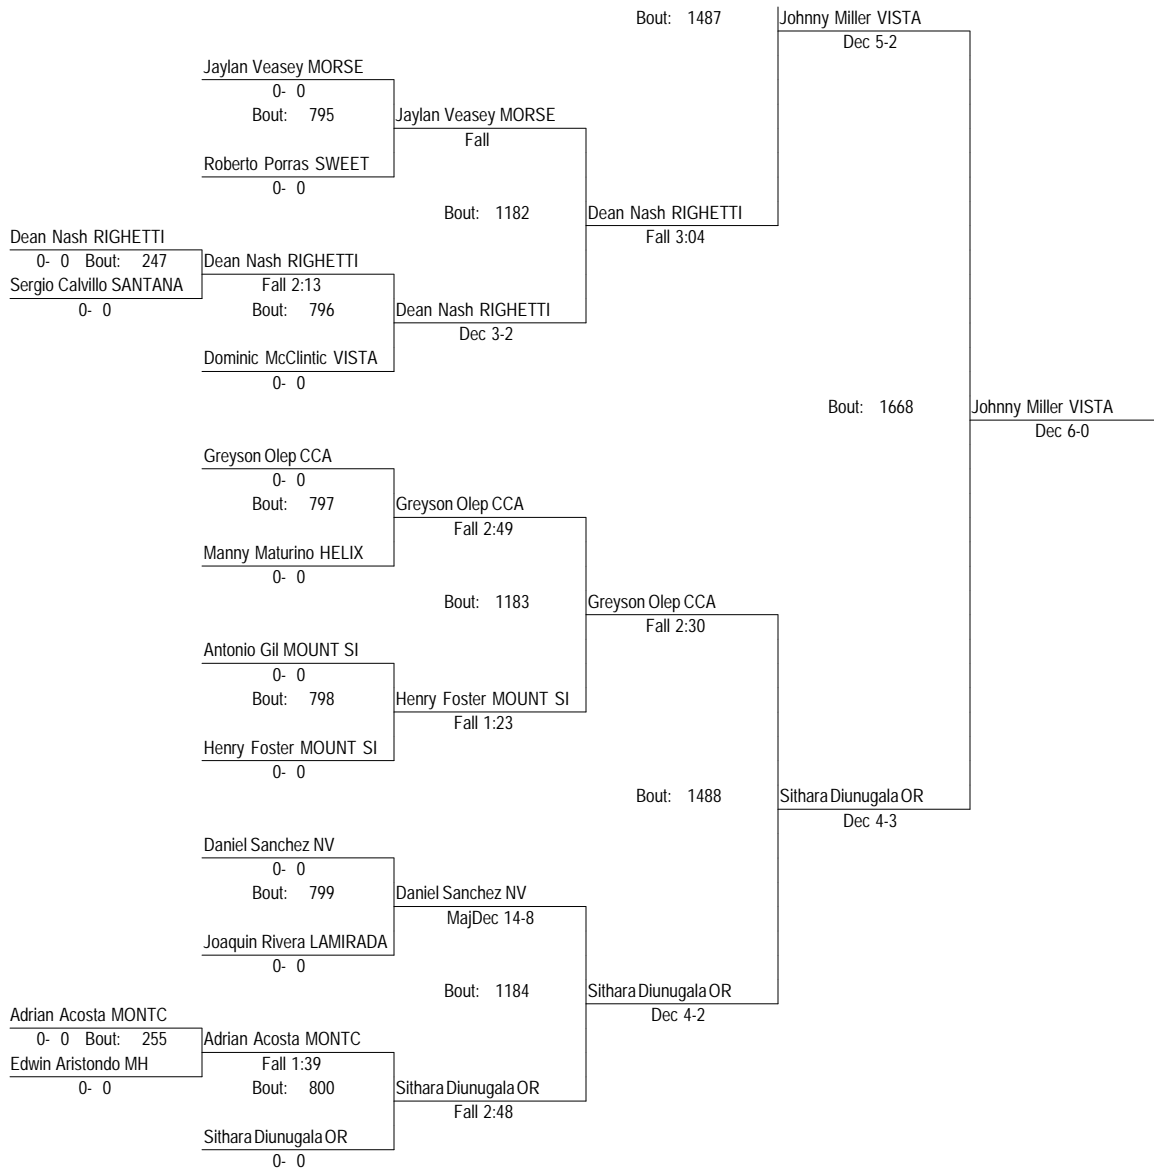 Bout: 1487
Johnny Miller VISTA
Dec 5-2
Jaylan Veasey MORSE
0- 0
Bout: 795
Jaylan Veasey MORSE
Fall
Roberto Porras SWEET
0- 0
Bout: 1182
Dean Nash RIGHETTI
Fall 3:04
Dean Nash RIGHETTI
0- 0 Bout: 247
Dean Nash RIGHETTI
Sergio Calvillo SANTANA
Fall 2:13
0- 0
Bout: 796
Dean Nash RIGHETTI
Dec 3-2
Dominic McClintic VISTA
0- 0
Bout: 1668
Johnny Miller VISTA
Dec 6-0
Greyson Olep CCA
0- 0
Bout: 797
Greyson Olep CCA
Fall 2:49
Manny Maturino HELIX
0- 0
Bout: 1183
Greyson Olep CCA
Fall 2:30
Antonio Gil MOUNT SI
0- 0
Bout: 798
Henry Foster MOUNT SI
Fall 1:23
Henry Foster MOUNT SI
0- 0
Bout: 1488
Sithara Diunugala OR
Dec 4-3
Daniel Sanchez NV
0- 0
Bout: 799
Daniel Sanchez NV
MajDec 14-8
Joaquin Rivera LAMIRADA
0- 0
Bout: 1184
Sithara Diunugala OR
Dec 4-2
Adrian Acosta MONTC
0- 0 Bout: 255
Adrian Acosta MONTC
Edwin Aristondo MH
Fall 1:39
0- 0
Bout: 800
Sithara Diunugala OR
Fall 2:48
Sithara Diunugala OR
0- 0